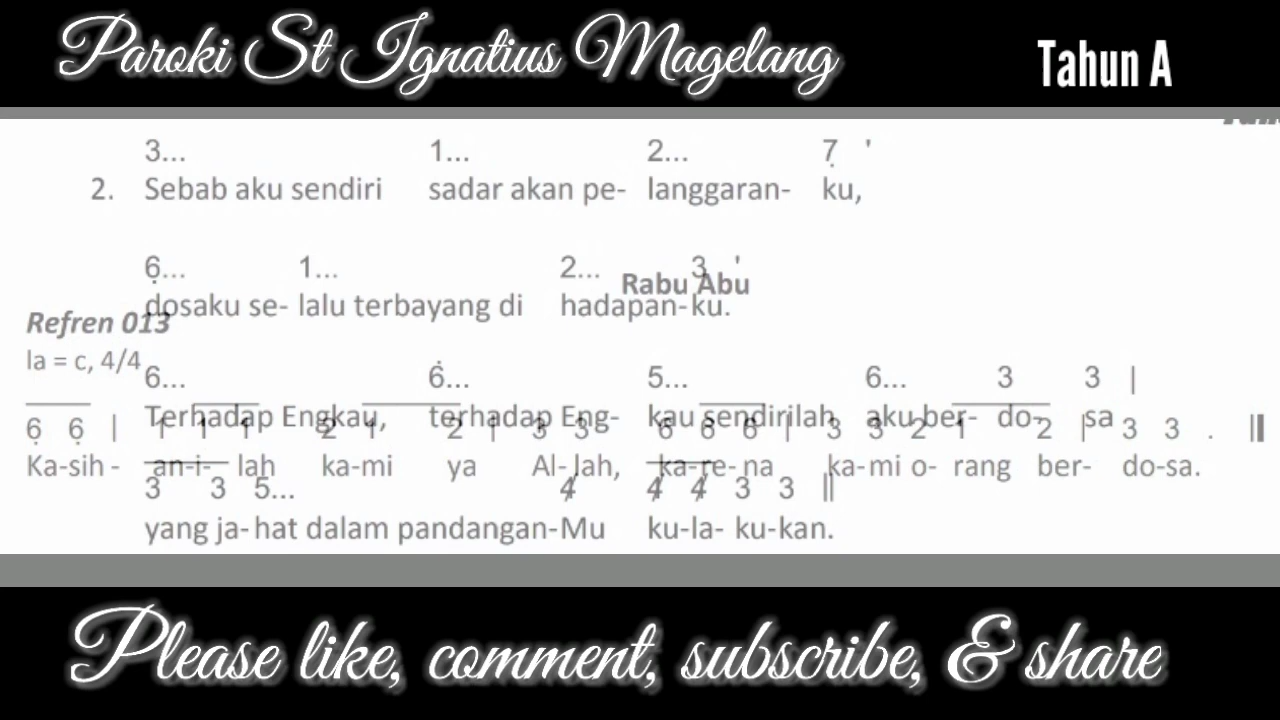 Paroki St Ignatius Magelang
Tahun A
3... 1... 2... 7̣ '
2. Sebab aku sendiri sadar akan pe- langgaran- ku,
6̣... 1... 2... 3 '
Rabu Abu
dosaku se- lalu terbayang di hadapan- ku.
Refren 013
la = c, 4/4
6... 6̇... 5... 6... 3 3 |
Terhadap Engkau, terhadap Eng- kau sendirilah aku ber- do- sa
6̣ 6̣ | 1 1 1 2 1 2 | 3 3 6 6 6 | 3 3 2 1 2 | 3 3 . ||
Ka-sih - an-i- lah ka-mi ya Al-lah, ka-re-na ka-mi o- rang ber- do-sa.
3 3 5... 4̸ 4̸ 4̸ 3 3 ||
yang ja- hat dalam pandangan-Mu ku-la- ku-kan.
Please like, comment, subscribe, & share